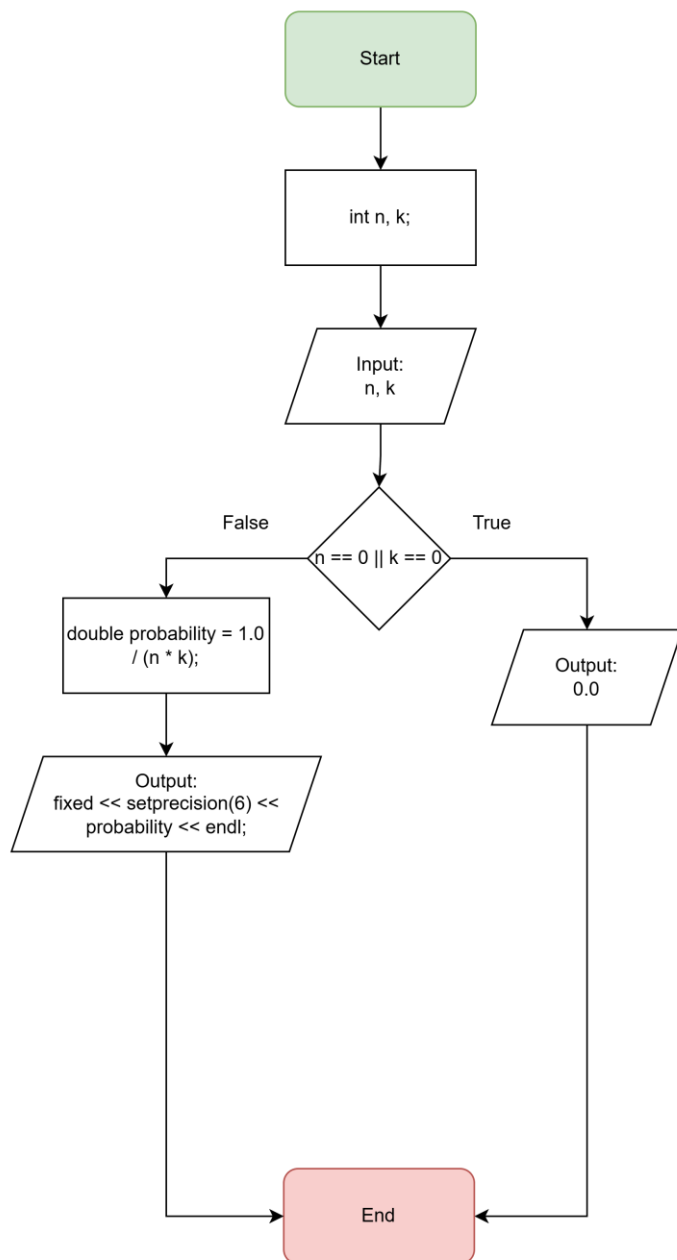 Start
int n, k;
Input:
n, k
False
True
n == 0 || k == 0
double probability = 1.0
/ (n * k);
Output:
0.0
Output:
fixed << setprecision(6) <<
probability << endl;
End